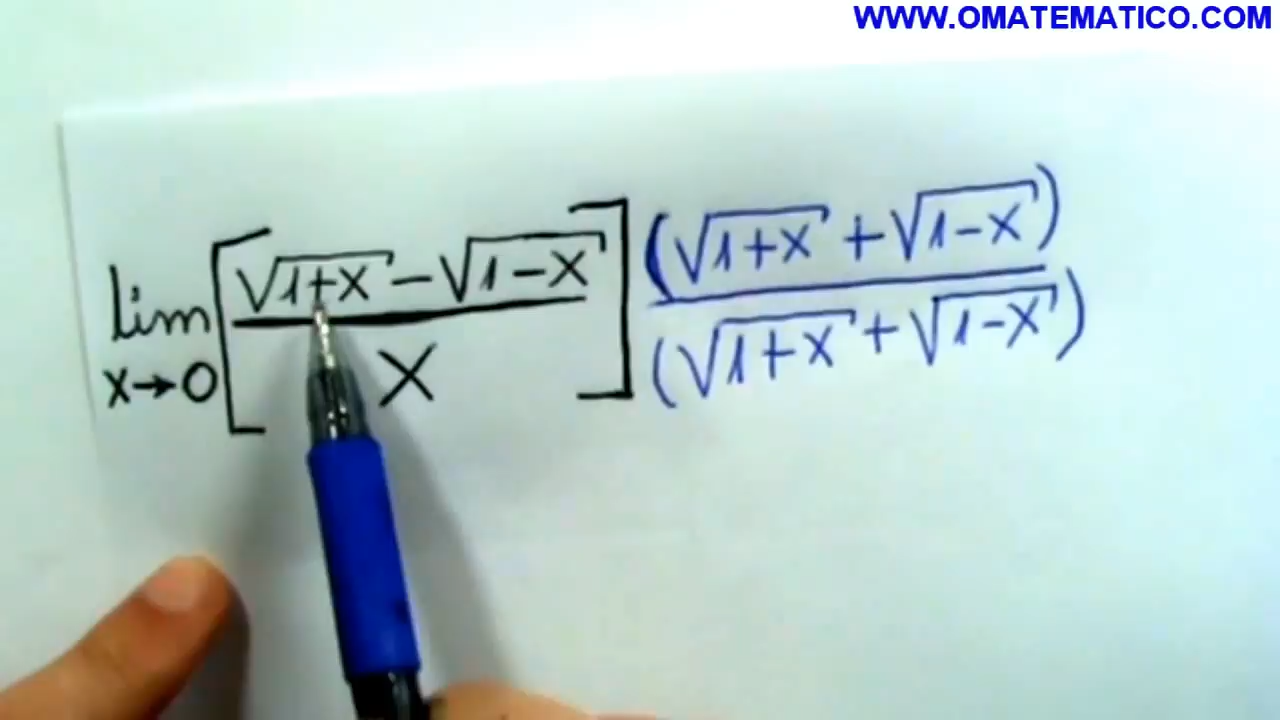 WWW.OMATEMATICO.COM
lim x→0 [ (√1+x − √1−x) / x ] (√1+x + √1−x) / (√1+x + √1−x)